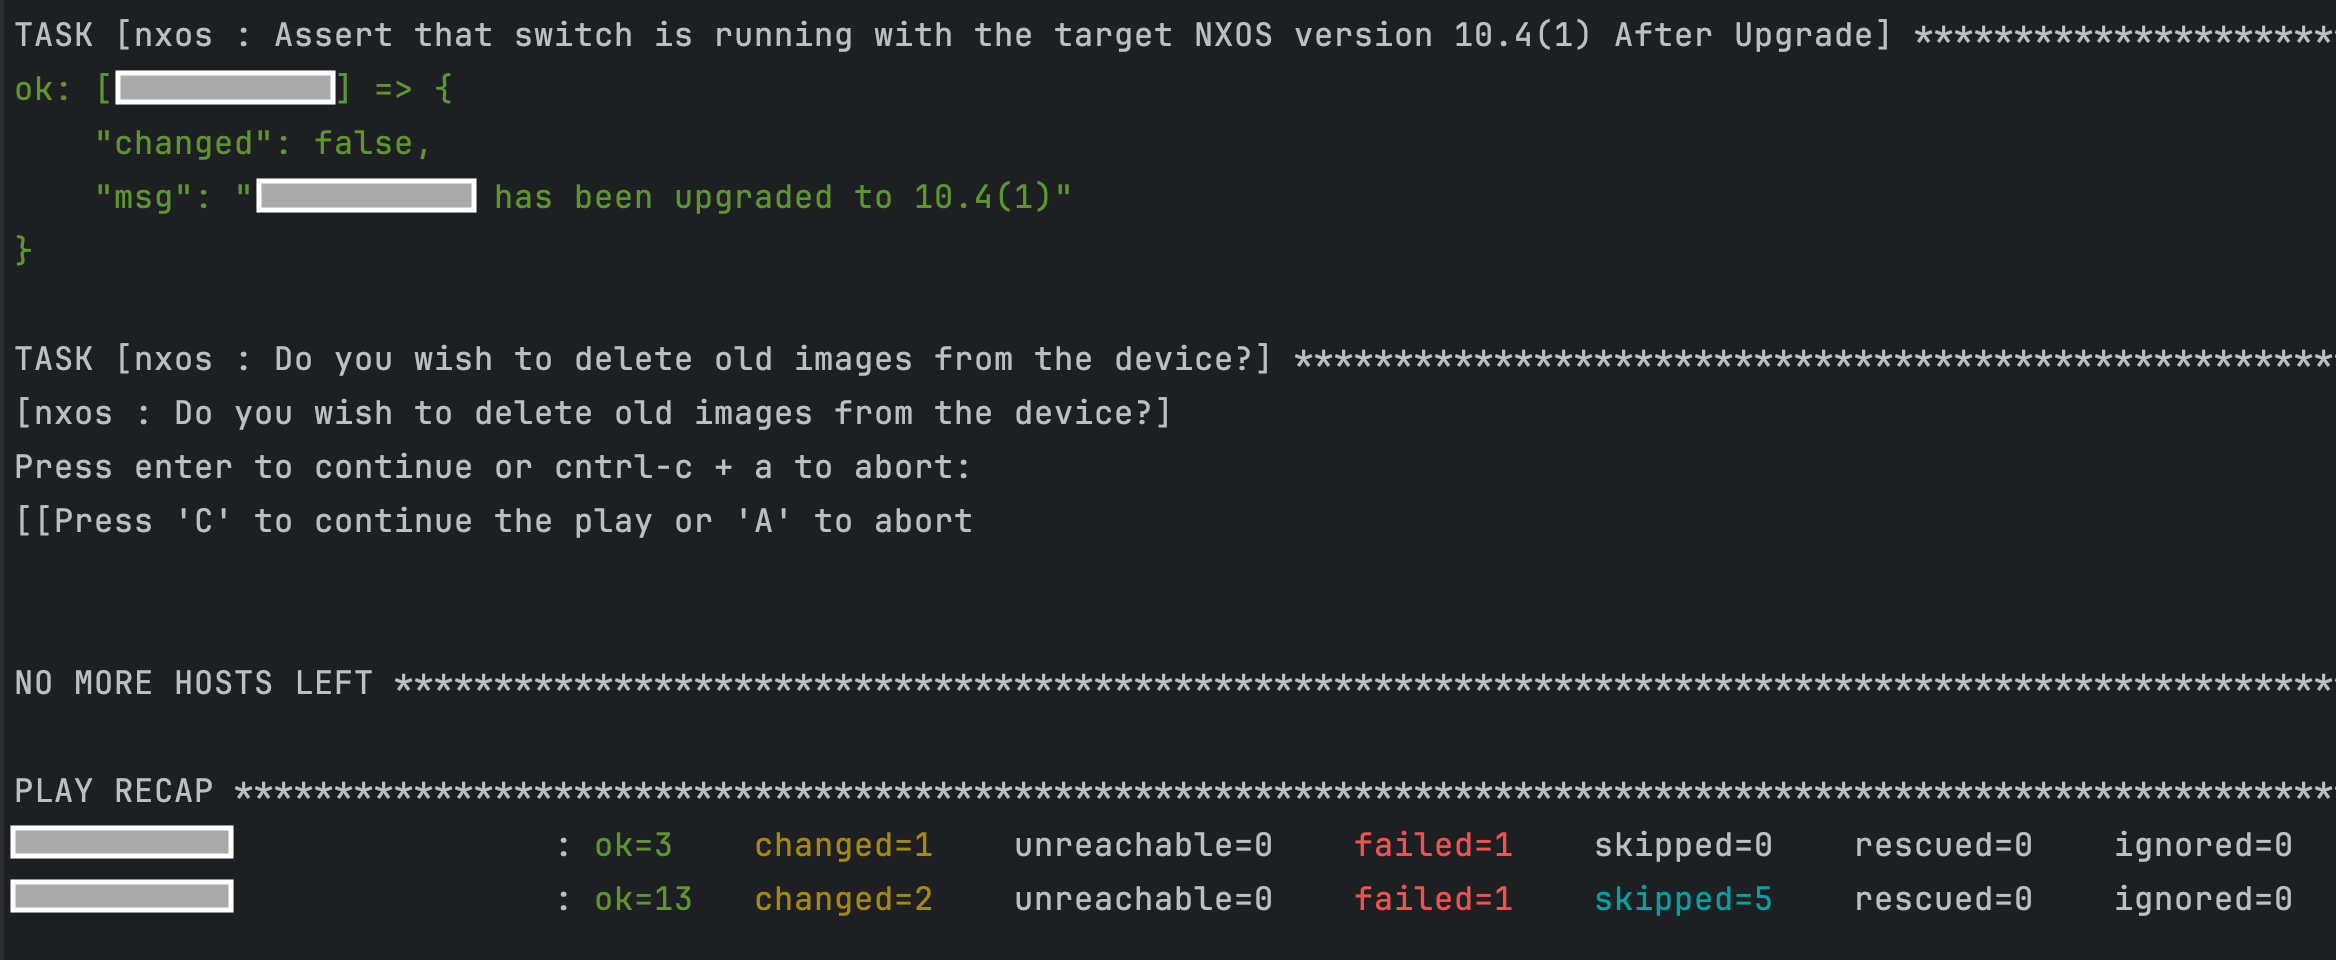 TASK [nxos : Assert that switch is running with the target NXOS version 10.4(1) After Upgrade] *********************
ok: [] => {
    "changed": false,
    "msg": " has been upgraded to 10.4(1)"
}
TASK [nxos : Do you wish to delete old images from the device?] ****************************************************
[nxos : Do you wish to delete old images from the device?]
Press enter to continue or cntrl-c + a to abort:
[[Press 'C' to continue the play or 'A' to abort
NO MORE HOSTS LEFT *************************************************************************************************
PLAY RECAP *********************************************************************************************************
: ok=3    changed=1    unreachable=0    failed=1    skipped=0    rescued=0    ignored=0
: ok=13   changed=2    unreachable=0    failed=1    skipped=5    rescued=0    ignored=0